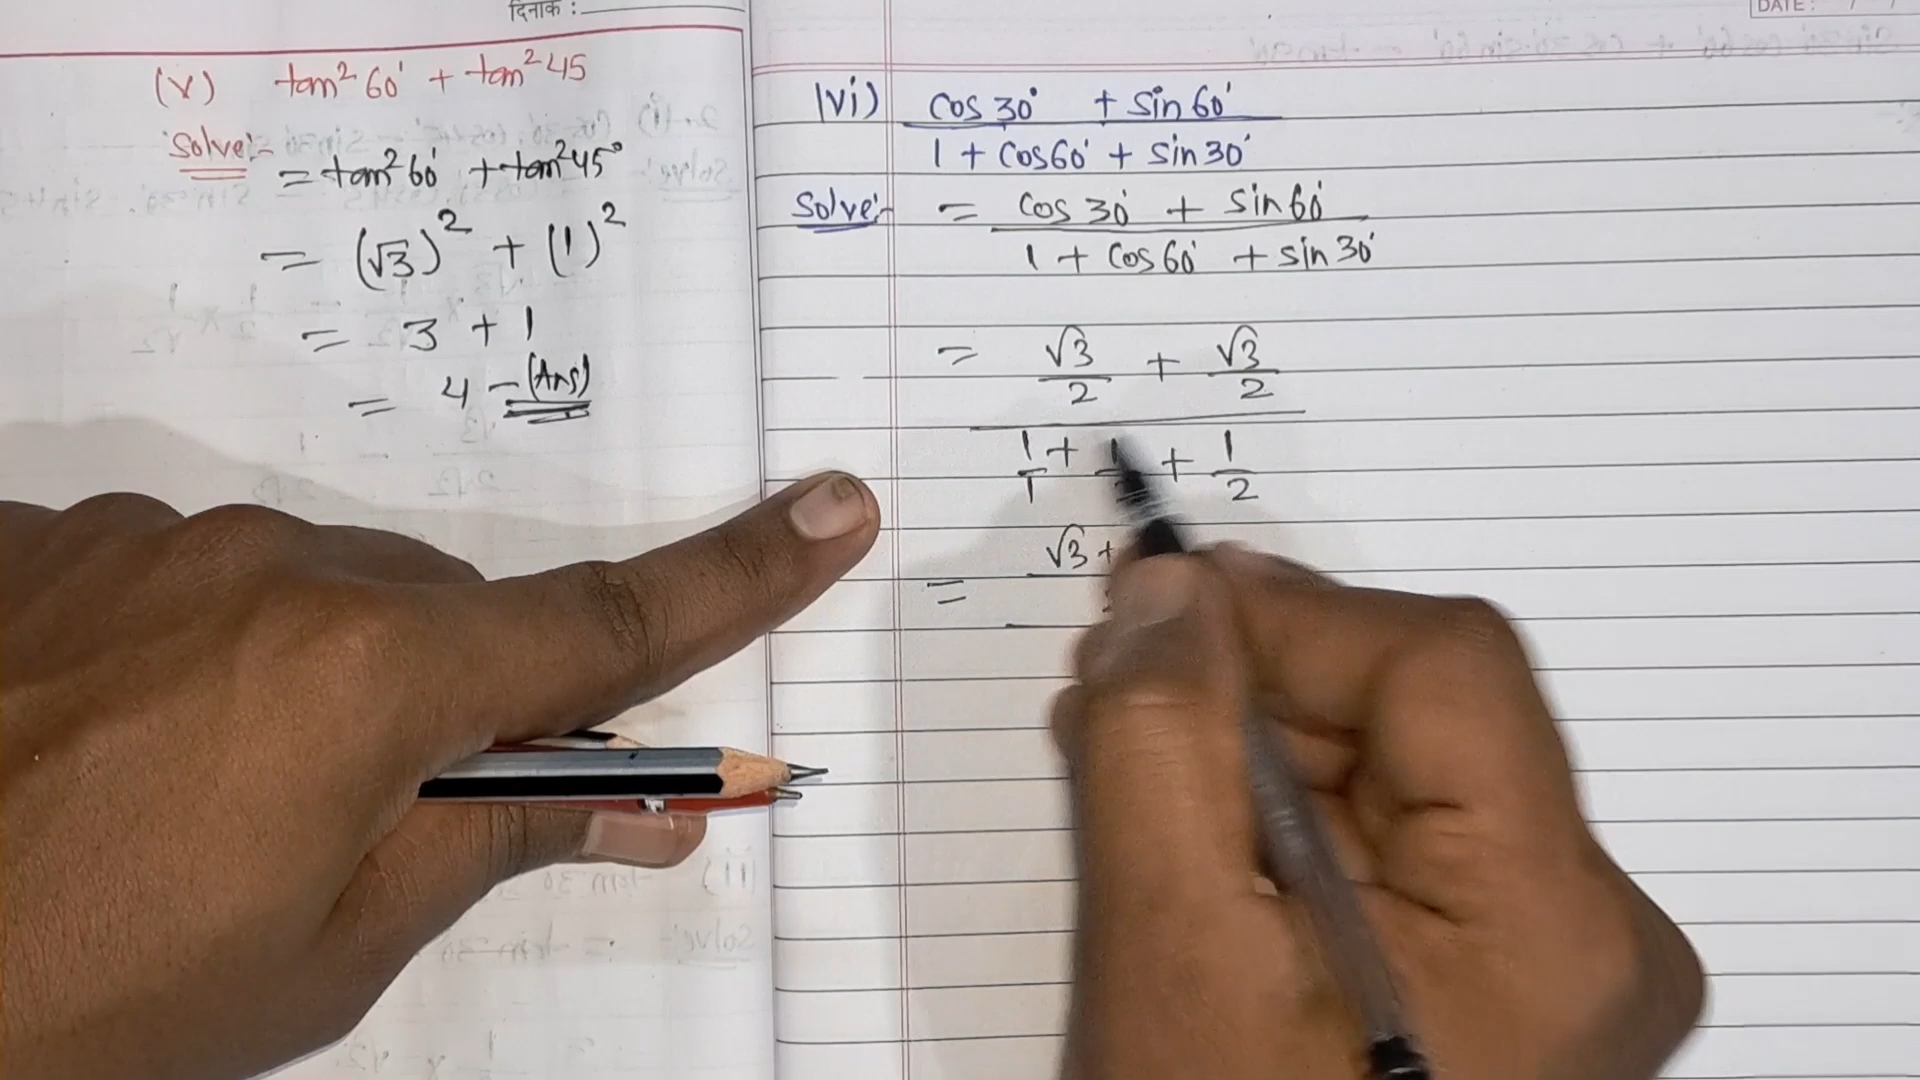 दिनांक :
(v) tan² 60° + tan² 45
Solve:-
= tan² 60° + tan² 45°
= (√3)² + (1)²
= 3 + 1
= 4 — (Ans)
DATE: / /
(vi) cos 30° + sin 60°
1 + cos 60° + sin 30°
Solve:- = cos 30° + sin 60°
1 + cos 60° + sin 30°
= √3/2 + √3/2
1/1 + 1 + 1/2
= √3 +